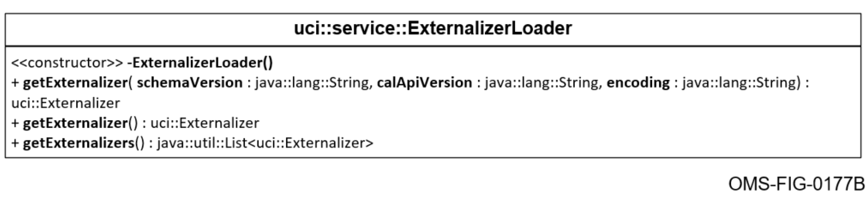 uci::service::ExternalizerLoader
<<constructor>> -ExternalizerLoader()
+ getExternalizer( schemaVersion : java::lang::String, calApiVersion : java::lang::String, encoding : java::lang::String) :
uci::Externalizer
+ getExternalizer() : uci::Externalizer
+ getExternalizers() : java::util::List<uci::Externalizer>
OMS-FIG-0177B